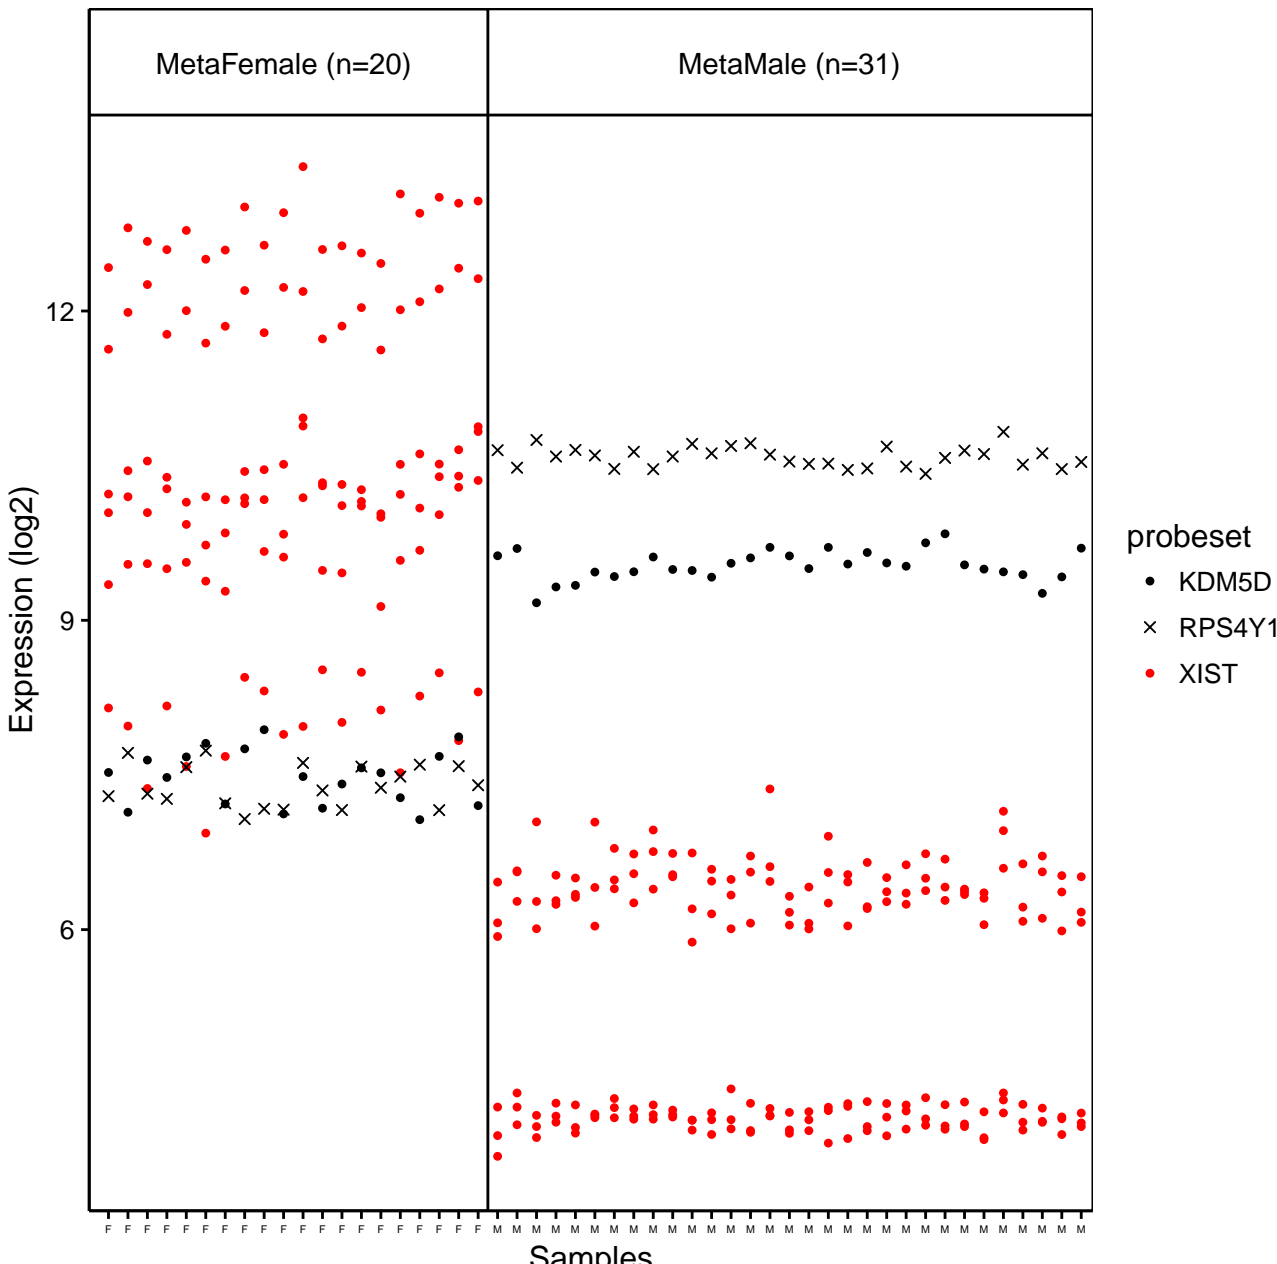 MetaFemale (n=20) MetaMale (n=31)
12
9
6
Expression (log2)
probeset
KDM5D
RPS4Y1
XIST
F F F F F F F F F F F F F F F F F F F F M M M M M M M M M M M M M M M M M M M M M M M M M M M M M M M
Samples